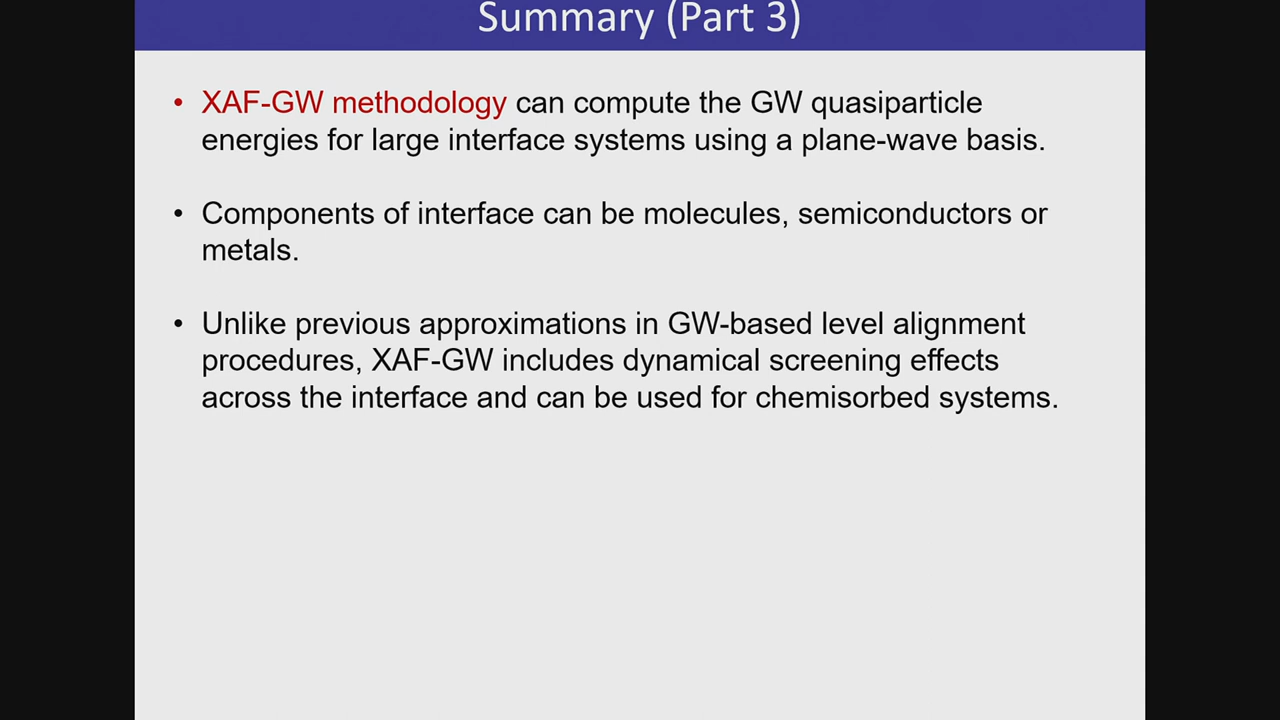 Summary (Part 3)
• XAF-GW methodology can compute the GW quasiparticle
energies for large interface systems using a plane-wave basis.
• Components of interface can be molecules, semiconductors or
metals.
• Unlike previous approximations in GW-based level alignment
procedures, XAF-GW includes dynamical screening effects
across the interface and can be used for chemisorbed systems.